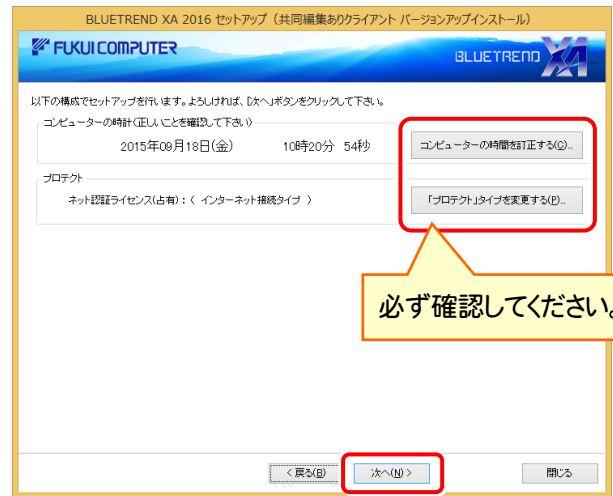 BLUETREND XA 2016 セットアップ（共同編集ありクライアント バージョンアップインストール）
FUKUI COMPUTER
BLUETREND XA
以下の構成でセットアップを行います。よろしければ、[次へ]ボタンをクリックして下さい。
コンピューターの時計（正しいことを確認して下さい）
2015年09月18日(金) 10時20分 54秒
コンピューターの時間を訂正する(C)...
プロテクト
ネット認証ライセンス(占有)：( インターネット接続タイプ )
「プロテクト」タイプを変更する(P)...
必ず確認してください。
< 戻る(B)
次へ(N) >
閉じる